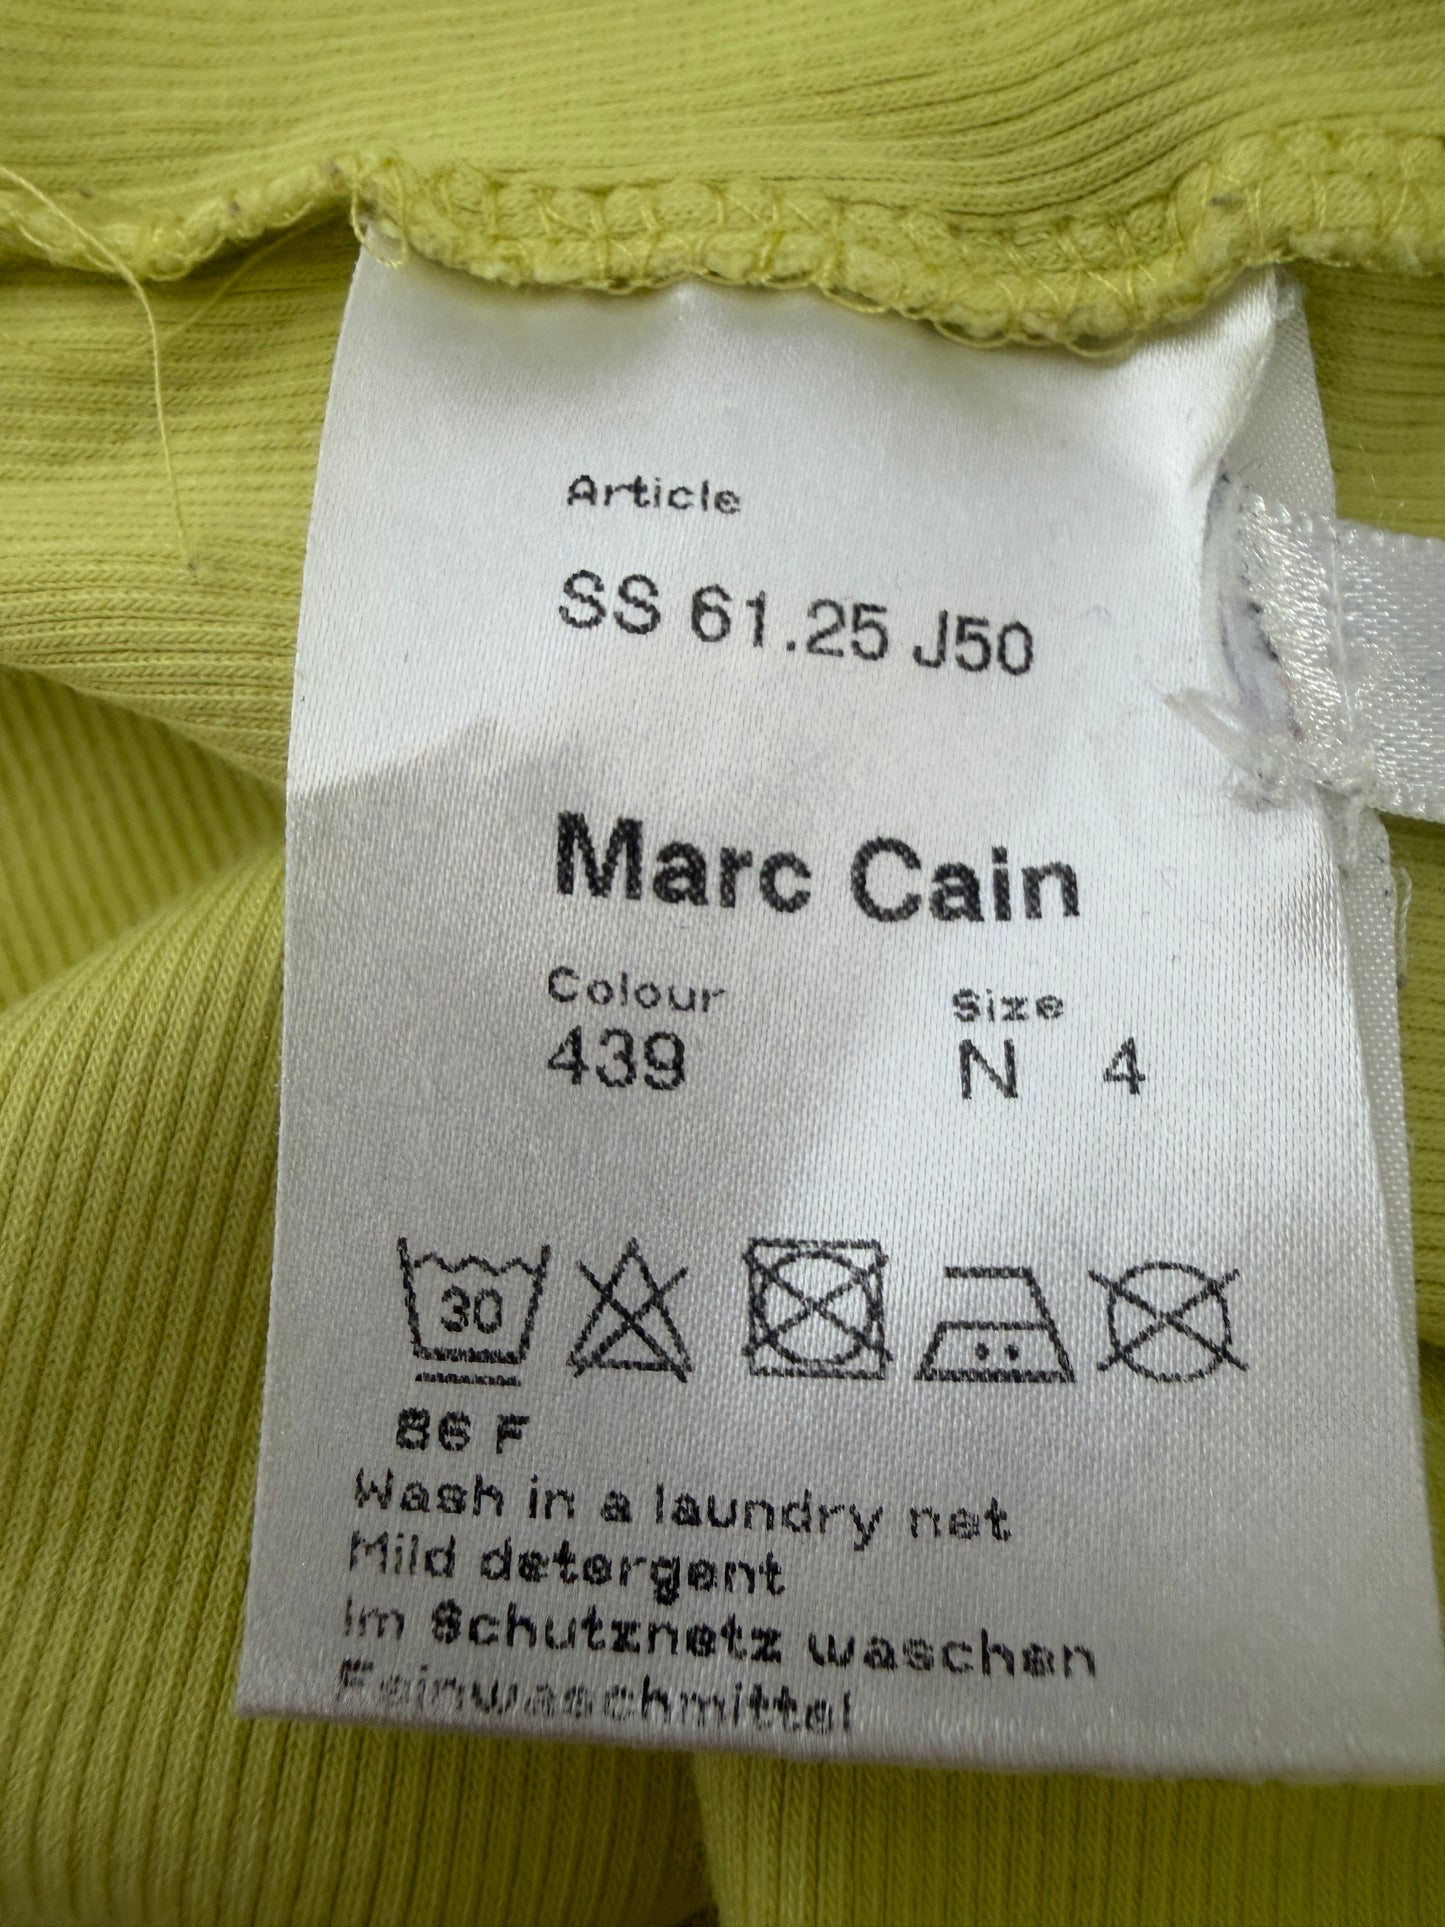 Article
SS 61.25 J50
Marc Cain
Colour Size
439 N 4
30
86 F
Wash in a laundry net
Mild detergent
Im Schutznetz waschen
Feinwaschmittel